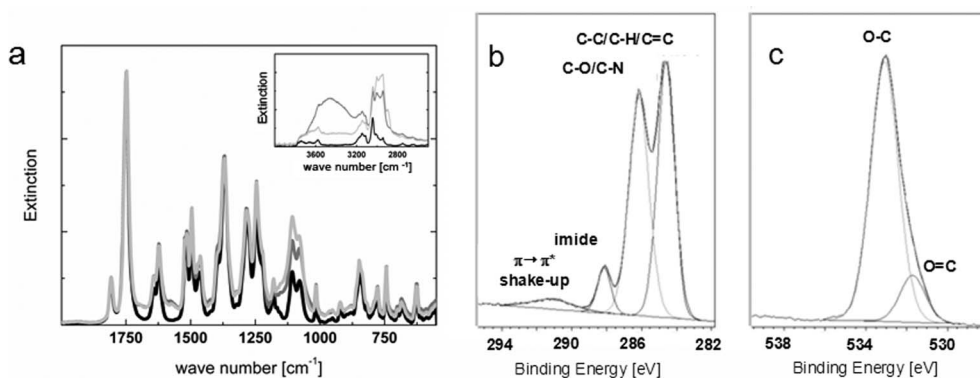 a
Extinction
1750
1500
1250
1000
750
wave number [cm⁻¹]
Extinction
3600
3200
2800
wave number [cm⁻¹]
b
C-C/C-H/C=C
C-O/C-N
imide
π→π*
shake-up
294
290
286
282
Binding Energy [eV]
c
O-C
O=C
538
534
530
Binding Energy [eV]